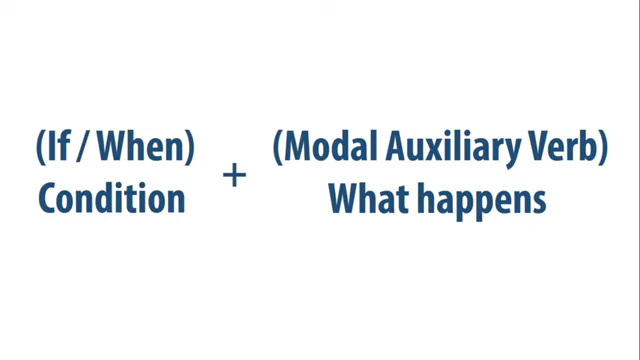 (If / When) + (Modal Auxiliary Verb)
Condition What happens